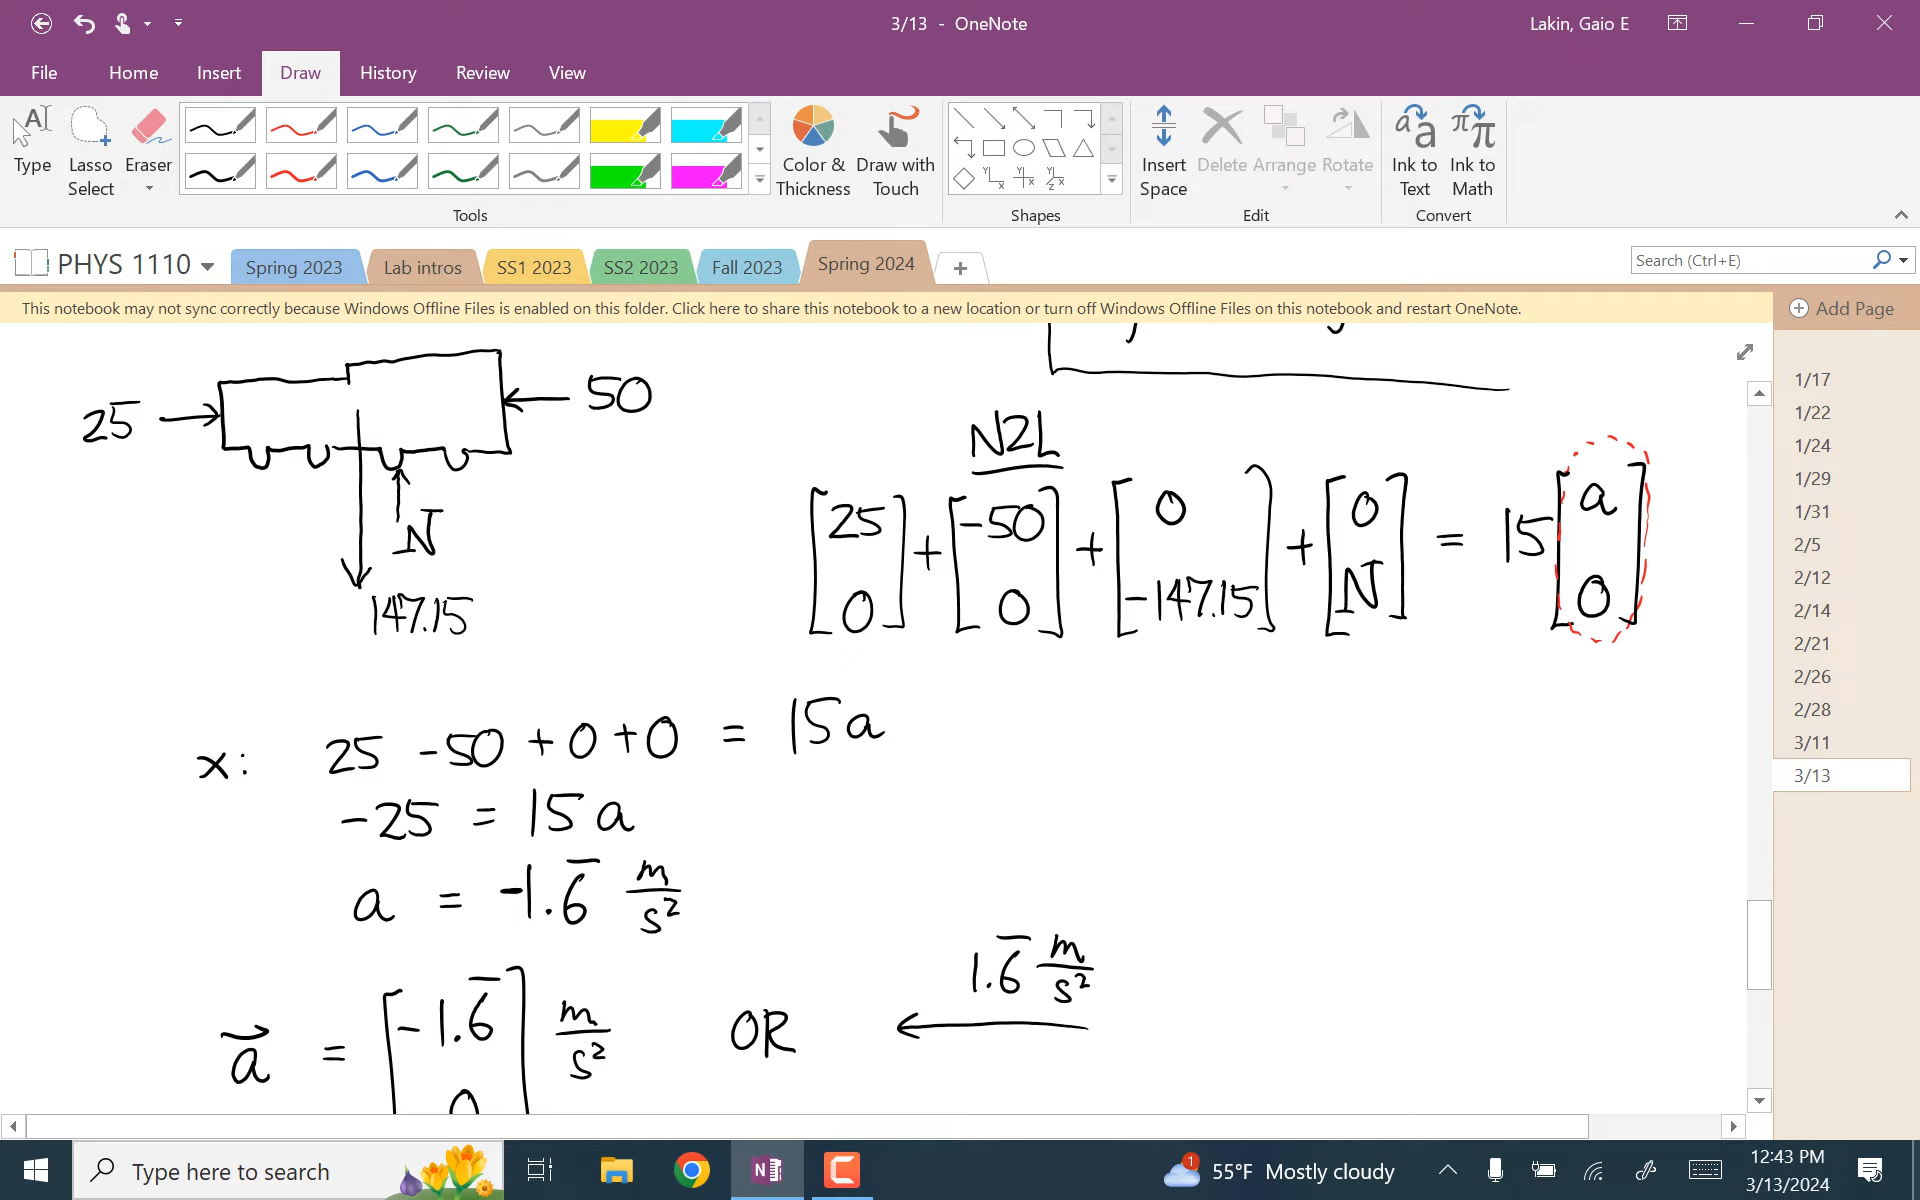 3/13 - OneNote
Lakin, Gaio E
File Home Insert Draw History Review View
Type
Lasso Select
Eraser
Color & Thickness
Draw with Touch
Insert Space
Delete
Arrange
Rotate
Ink to Text
Ink to Math
Tools
Shapes
Edit
Convert
PHYS 1110
Spring 2023
Lab intros
SS1 2023
SS2 2023
Fall 2023
Spring 2024
Search (Ctrl+E)
This notebook may not sync correctly because Windows Offline Files is enabled on this folder. Click here to share this notebook to a new location or turn off Windows Offline Files on this notebook and restart OneNote.
Add Page
1/17
1/22
1/24
1/29
1/31
2/5
2/12
2/14
2/21
2/26
2/28
3/11
3/13
25
50
N
147.15
N2L
[25 0] + [-50 0] + [0 -147.15] + [0 N] = 15 [a 0]
x: 25 -50 + 0 + 0 = 15a
-25 = 15a
a = -1.6̅ m/s²
a⃗ = [-1.6̅ 0] m/s² OR 1.6̅ m/s²
Type here to search
1
55°F Mostly cloudy
12:43 PM
3/13/2024